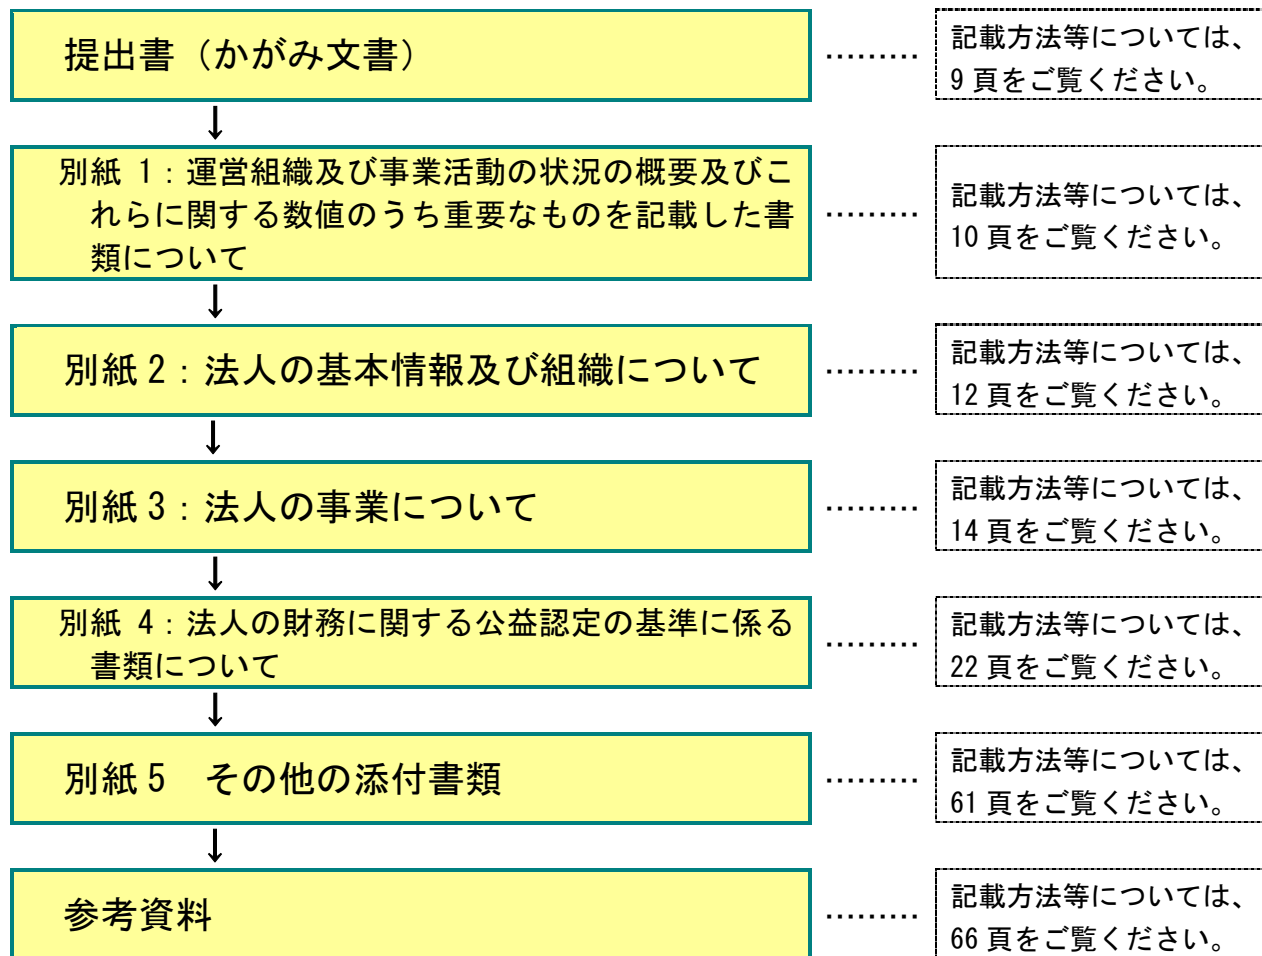 提出書（かがみ文書）
………
記載方法等については、
9 頁をご覧ください。
↓
別紙 1：運営組織及び事業活動の状況の概要及びこ
れらに関する数値のうち重要なものを記載した書
類について
………
記載方法等については、
10 頁をご覧ください。
↓
別紙 2：法人の基本情報及び組織について
………
記載方法等については、
12 頁をご覧ください。
↓
別紙 3：法人の事業について
………
記載方法等については、
14 頁をご覧ください。
↓
別紙 4：法人の財務に関する公益認定の基準に係る
書類について
………
記載方法等については、
22 頁をご覧ください。
↓
別紙 5　その他の添付書類
………
記載方法等については、
61 頁をご覧ください。
↓
参考資料
………
記載方法等については、
66 頁をご覧ください。